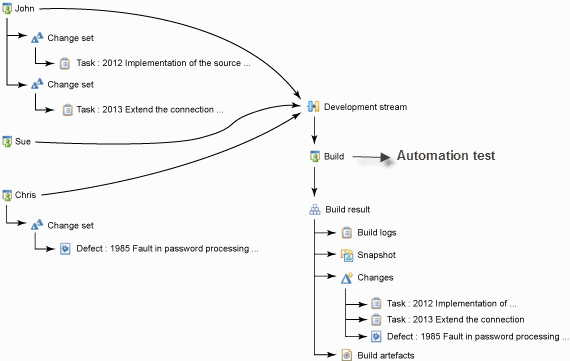 John
Change set
Task : 2012 Implementation of the source ...
Change set
Task : 2013 Extend the connection ...
Development stream
Sue
Build
Automation test
Chris
Build result
Change set
Build logs
Defect : 1985 Fault in password processing ...
Snapshot
Changes
Task : 2012 Implementation of ...
Task : 2013 Extend the connection
Defect : 1985 Fault in password processing ...
Build artefacts